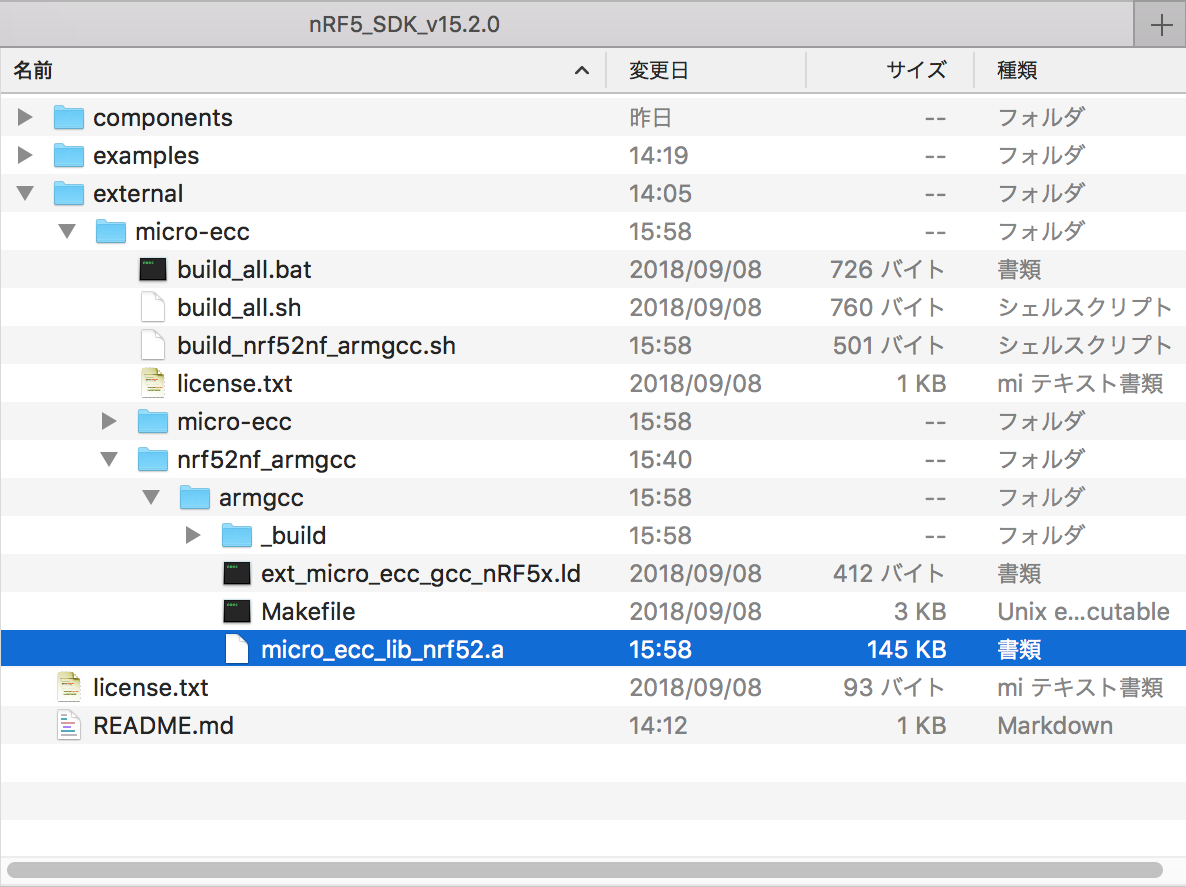 nRF5_SDK_v15.2.0
名前 変更日 サイズ 種類
components 昨日 -- フォルダ
examples 14:19 -- フォルダ
external 14:05 -- フォルダ
micro-ecc 15:58 -- フォルダ
build_all.bat 2018/09/08 726 バイト 書類
build_all.sh 2018/09/08 760 バイト シェルスクリプト
build_nrf52nf_armgcc.sh 15:58 501 バイト シェルスクリプト
license.txt 2018/09/08 1 KB mi テキスト書類
micro-ecc 15:58 -- フォルダ
nrf52nf_armgcc 15:40 -- フォルダ
armgcc 15:58 -- フォルダ
_build 15:58 -- フォルダ
ext_micro_ecc_gcc_nRF5x.ld 2018/09/08 412 バイト 書類
Makefile 2018/09/08 3 KB Unix e...cutable
micro_ecc_lib_nrf52.a 15:58 145 KB 書類
license.txt 2018/09/08 93 バイト mi テキスト書類
README.md 14:12 1 KB Markdown